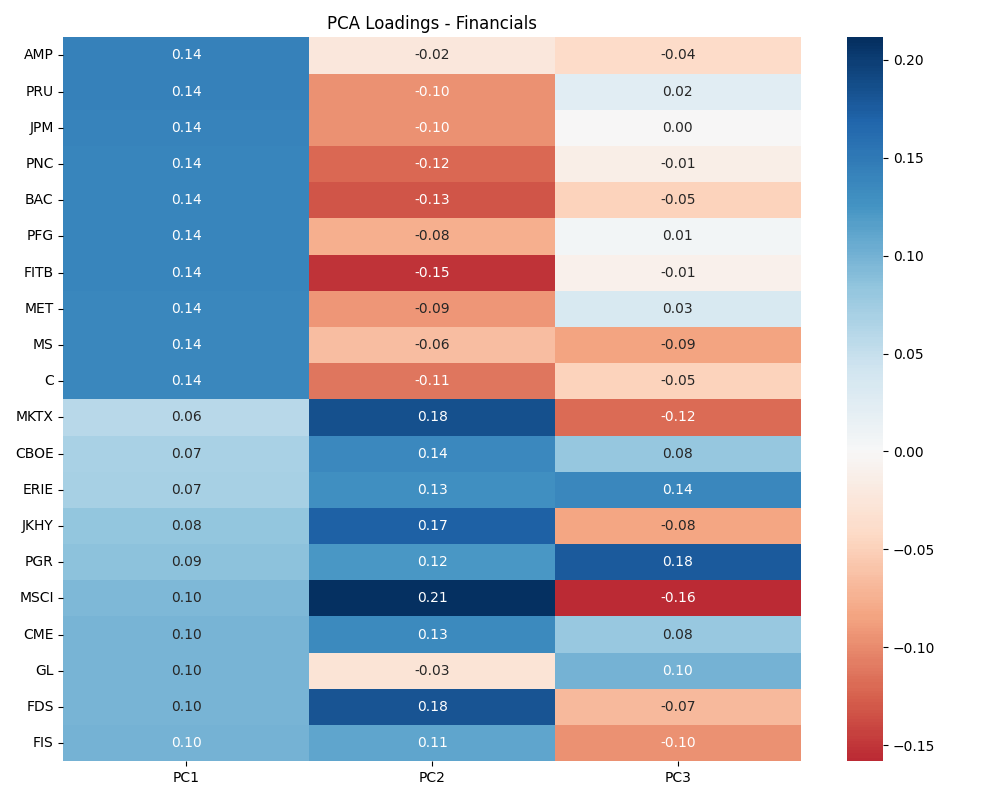 PCA Loadings - Financials
AMP 0.14 -0.02 -0.04
PRU 0.14 -0.10 0.02
JPM 0.14 -0.10 0.00
PNC 0.14 -0.12 -0.01
BAC 0.14 -0.13 -0.05
PFG 0.14 -0.08 0.01
FITB 0.14 -0.15 -0.01
MET 0.14 -0.09 0.03
MS 0.14 -0.06 -0.09
C 0.14 -0.11 -0.05
MKTX 0.06 0.18 -0.12
CBOE 0.07 0.14 0.08
ERIE 0.07 0.13 0.14
JKHY 0.08 0.17 -0.08
PGR 0.09 0.12 0.18
MSCI 0.10 0.21 -0.16
CME 0.10 0.13 0.08
GL 0.10 -0.03 0.10
FDS 0.10 0.18 -0.07
FIS 0.10 0.11 -0.10
PC1 PC2 PC3
0.20
0.15
0.10
0.05
0.00
−0.05
−0.10
−0.15